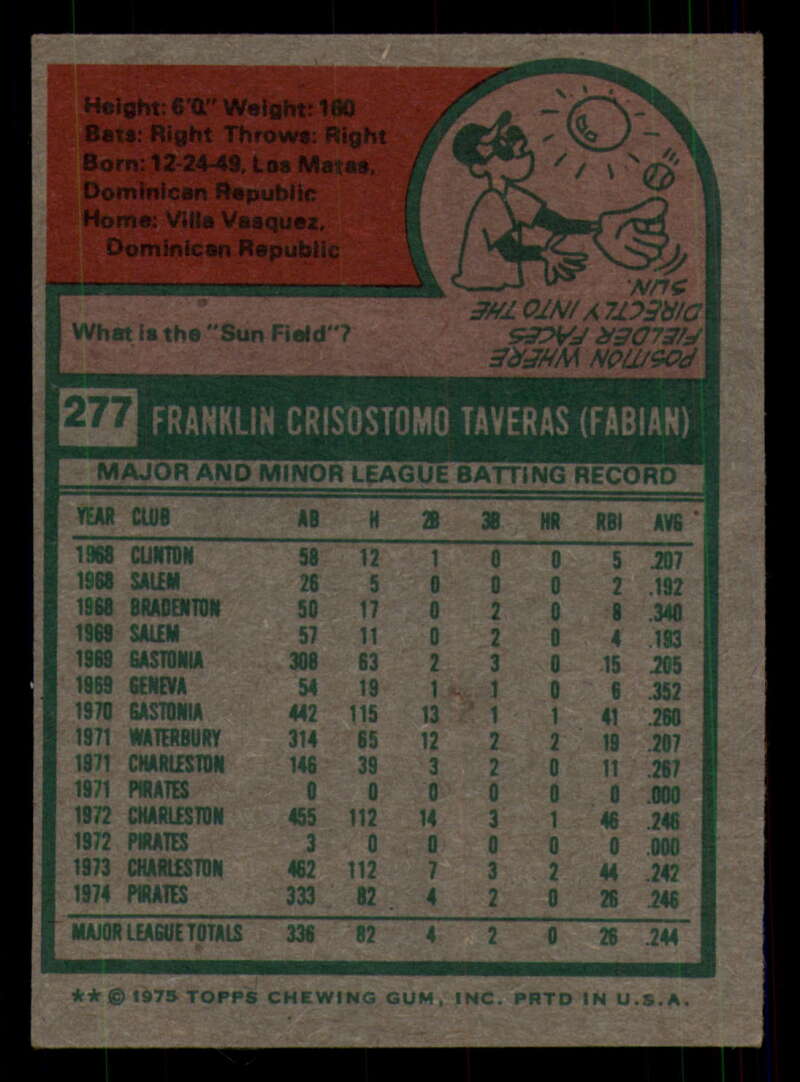 Height: 6'0" Weight: 160
Bats: Right Throws: Right
Born: 12-24-49, Las Matas,
Dominican Republic
Home: Villa Vasquez,
Dominican Republic
What is the "Sun Field"?
POSITION WHERE
FIELDER FACES
DIRECTLY INTO THE
SUN.
277 FRANKLIN CRISOSTOMO TAVERAS (FABIAN)
MAJOR AND MINOR LEAGUE BATTING RECORD
YEAR CLUB AB H 2B 3B HR RBI AVG
1968 CLINTON 58 12 1 0 0 5 .207
1968 SALEM 26 5 0 0 0 2 .192
1968 BRADENTON 50 17 0 2 0 8 .340
1969 SALEM 57 11 0 2 0 4 .193
1969 GASTONIA 308 63 2 3 0 15 .205
1969 GENEVA 54 19 1 1 0 6 .352
1970 GASTONIA 442 115 13 1 1 41 .260
1971 WATERBURY 314 65 12 2 2 19 .207
1971 CHARLESTON 146 39 3 2 0 11 .267
1971 PIRATES 0 0 0 0 0 0 .000
1972 CHARLESTON 455 112 14 3 1 46 .246
1972 PIRATES 3 0 0 0 0 0 .000
1973 CHARLESTON 462 112 7 3 2 44 .242
1974 PIRATES 333 82 4 2 0 26 .246
MAJOR LEAGUE TOTALS 336 82 4 2 0 26 .244
** © 1975 TOPPS CHEWING GUM, INC. PRTD IN U.S.A.